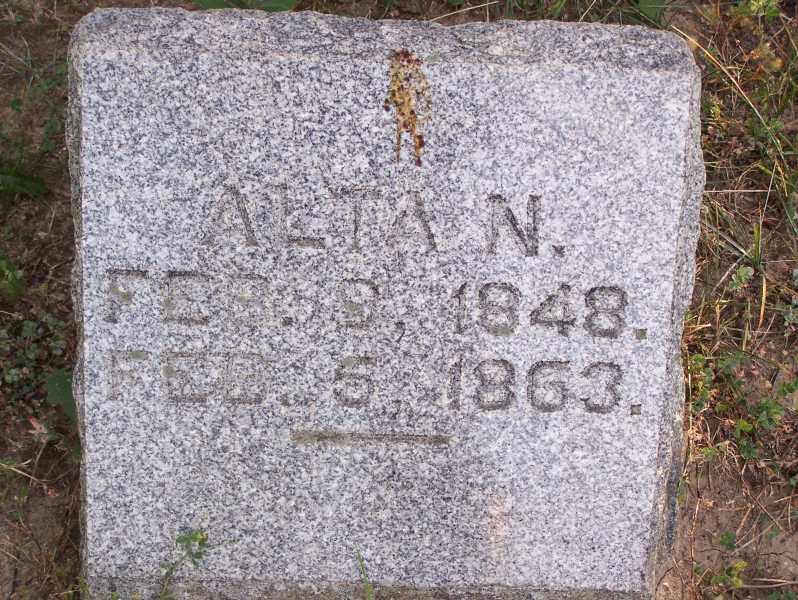 ALTA N.
FEB. 9, 1848.
FEB. 6, 1863.